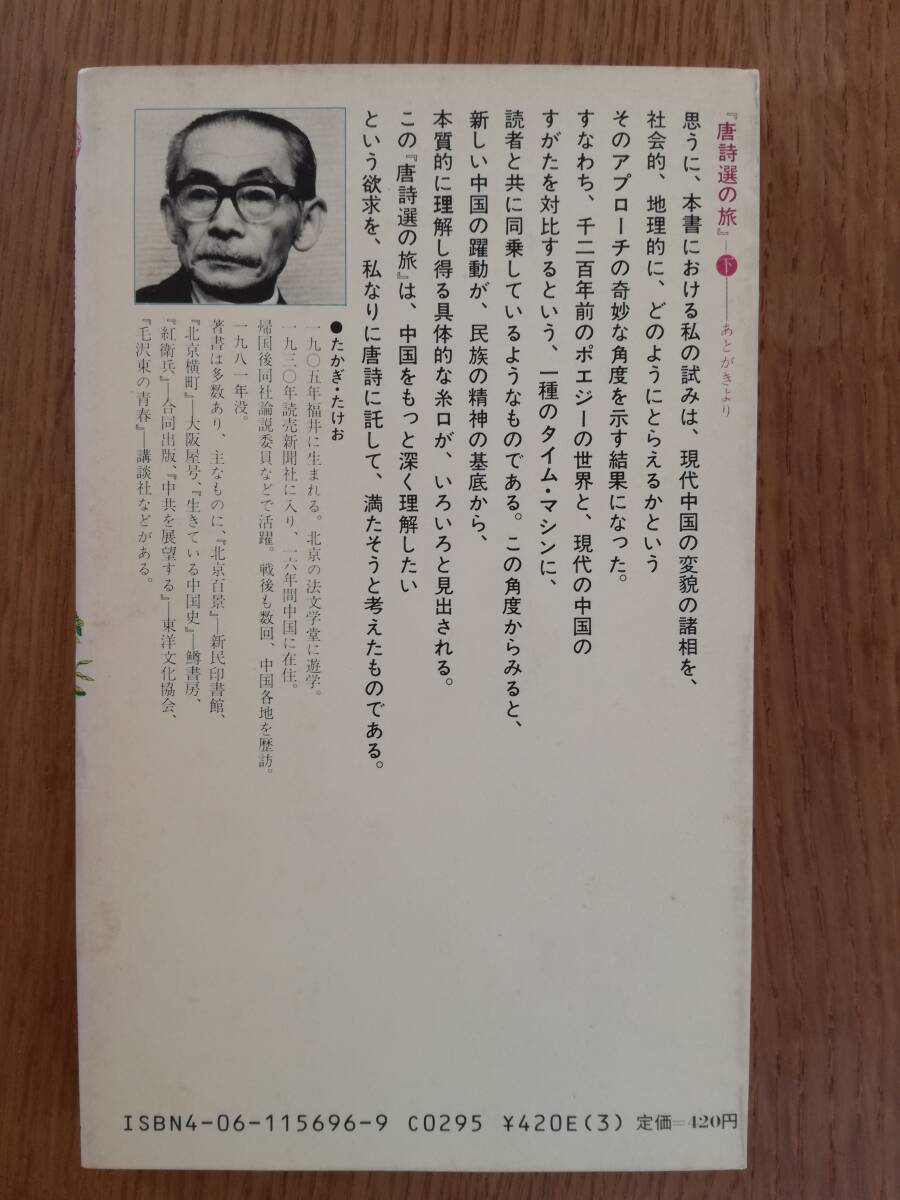 『唐詩選の旅』―下――あとがきより
思うに、本書における私の試みは、現代中国の変貌の諸相を、
社会的、地理的に、どのようにとらえるかという
そのアプローチの奇妙な角度を示す結果になった。
すなわち、千二百年前のポエジーの世界と、現代の中国の
すがたを対比するという、一種のタイム・マシンに、
読者と共に同乗しているようなものである。この角度からみると、
新しい中国の躍動が、民族の精神の基底から、
本質的に理解し得る具体的な糸口が、いろいろと見出される。
この『唐詩選の旅』は、中国をもっと深く理解したい
という欲求を、私なりに唐詩に託して、満たそうと考えたものである。
●たかぎ・たけお
一九〇五年福井に生まれる。北京の法文学堂に遊学。
一九三〇年読売新聞社に入り、一六年間中国に在住。
帰国後同社論説委員などで活躍。戦後も数回、中国各地を歴訪。
一九八一年没。
著書は多数あり、主なものに、『北京百景』―新民印書館、
『北京横町』―大阪屋号、『生きている中国史』―鱒書房、
『紅衛兵』―合同出版、『中共を展望する』―東洋文化協会、
『毛沢東の青春』―講談社などがある。
ISBN4-06-115696-9 C0295 ¥420E(3) 定価=420円